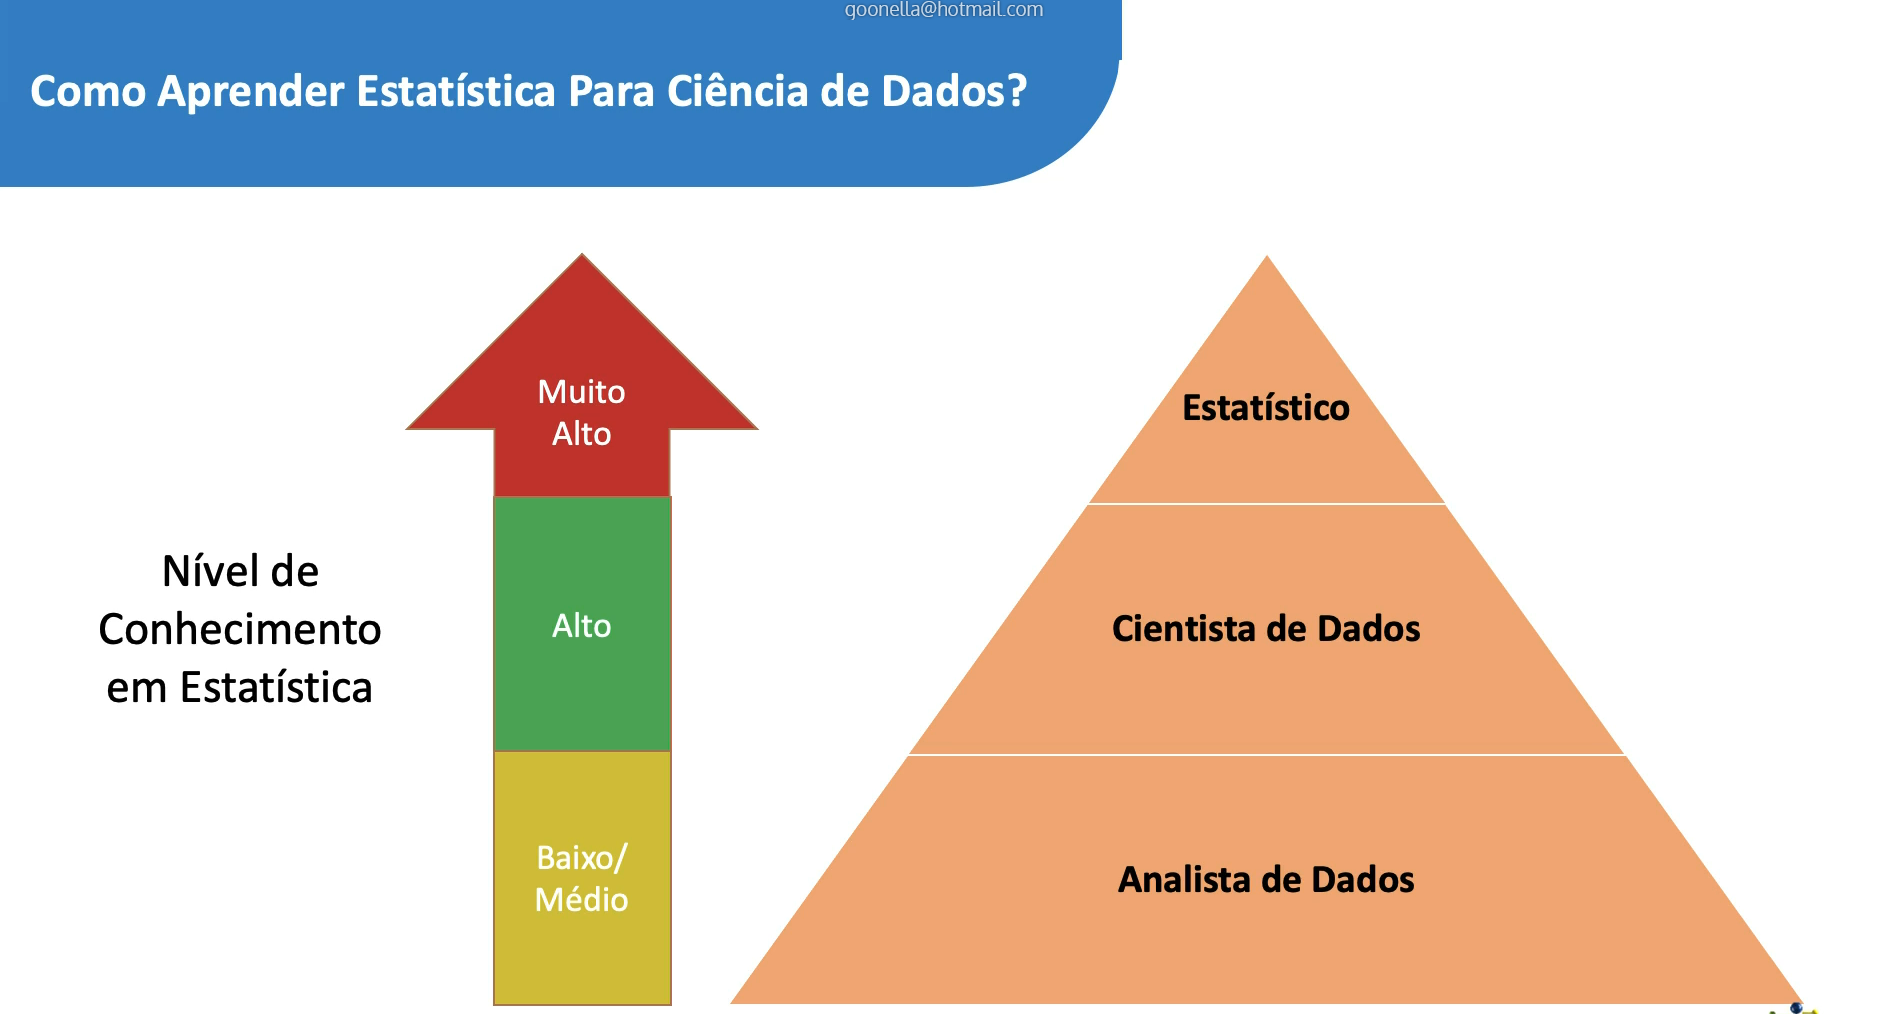 goonella@hotmail.com
Como Aprender Estatística Para Ciência de Dados?
Muito
Alto
Estatístico
Nível de
Conhecimento
em Estatística
Alto
Cientista de Dados
Baixo/
Médio
Analista de Dados